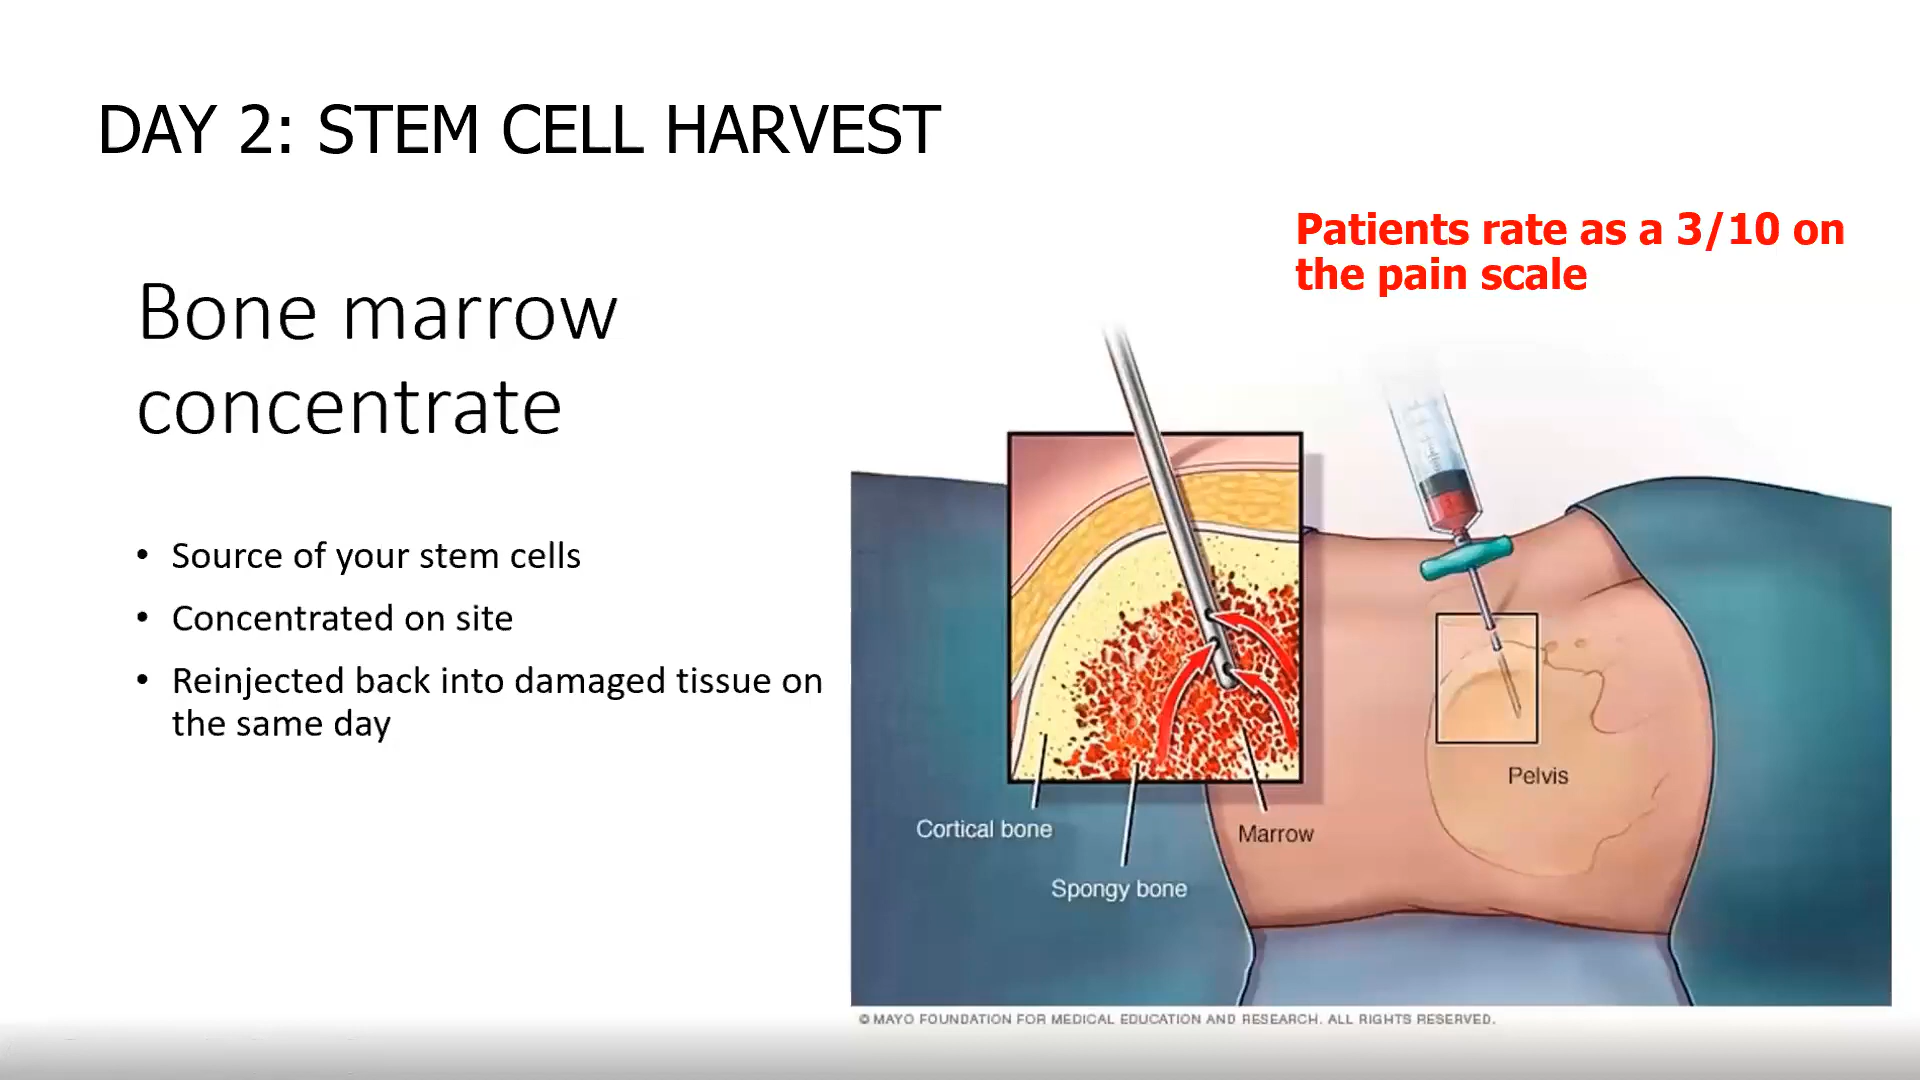 DAY 2: STEM CELL HARVEST
Patients rate as a 3/10 on
the pain scale
Bone marrow
concentrate
• Source of your stem cells
• Concentrated on site
• Reinjected back into damaged tissue on
the same day
Pelvis
Cortical bone
Marrow
Spongy bone
© MAYO FOUNDATION FOR MEDICAL EDUCATION AND RESEARCH. ALL RIGHTS RESERVED.